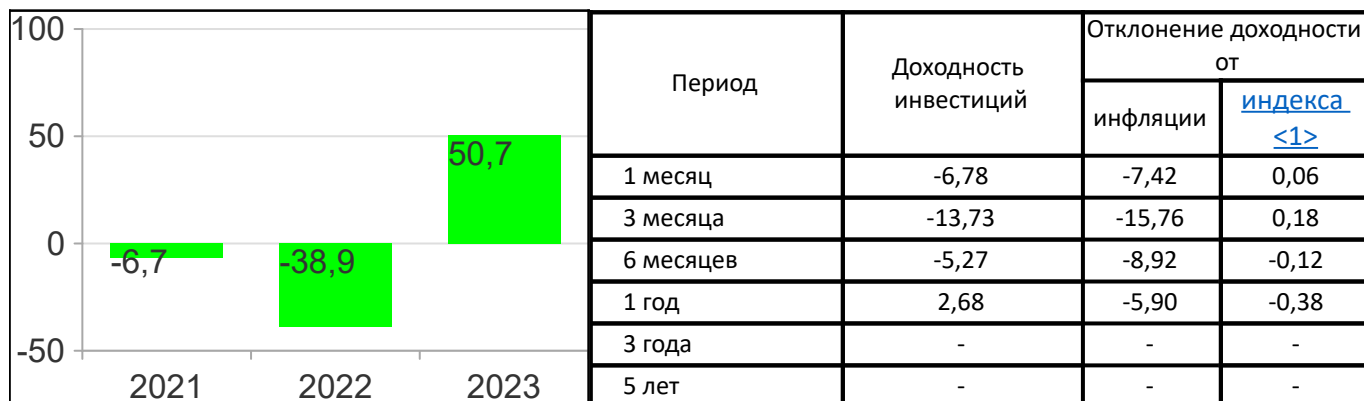 100
50
0
-50
-6,7
-38,9
50,7
2021 2022 2023
Период
Доходность
инвестиций
Отклонение доходности
от
инфляции
индекса
<1>
1 месяц -6,78 -7,42 0,06
3 месяца -13,73 -15,76 0,18
6 месяцев -5,27 -8,92 -0,12
1 год 2,68 -5,90 -0,38
3 года - - -
5 лет - - -